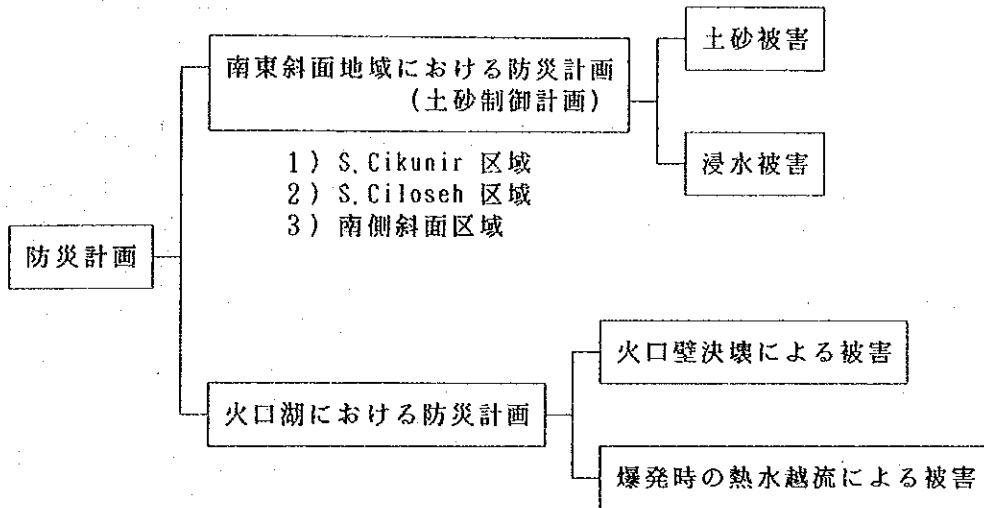 防災計画
南東斜面地域における防災計画
(土砂制御計画)
1) S.Cikunir 区域
2) S.Ciloseh 区域
3) 南側斜面区域
土砂被害
浸水被害
火口湖における防災計画
火口壁決壊による被害
爆発時の熱水越流による被害